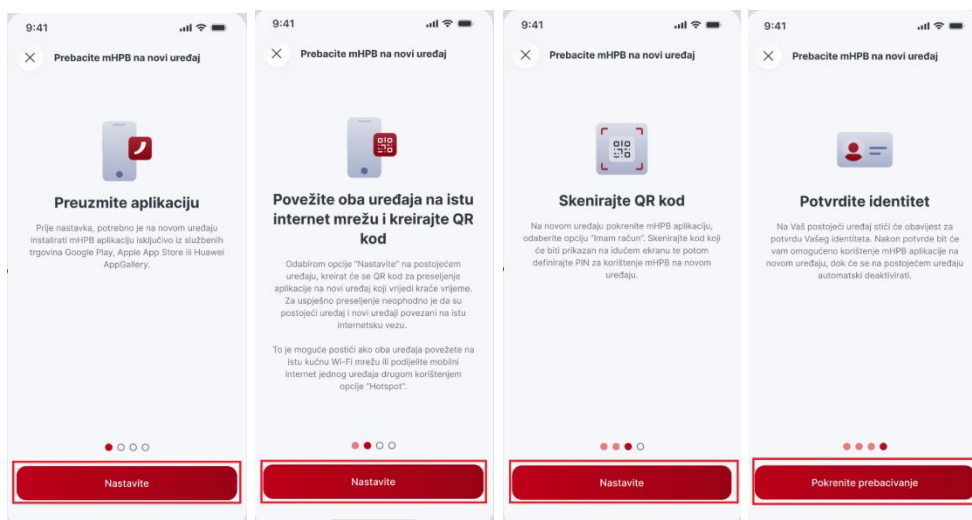 9:41
Prebacite mHPB na novi uređaj
Preuzmite aplikaciju
Prije nastavka, potrebno je na novom uređaju
instalirati mHPB aplikaciju isključivo iz službenih
trgovina Google Play, Apple App Store ili Huawei
AppGallery.
Nastavite
9:41
Prebacite mHPB na novi uređaj
Povežite oba uređaja na istu
internet mrežu i kreirajte QR
kod
Odabirom opcije "Nastavite" na postojećem
uređaju, kreirat će se QR kod za preseljenje
aplikacije na novi uređaj koji vrijedi kraće vrijeme.
Za uspješno preseljenje neophodno je da su
postojeći uređaj i novi uređaji povezani na istu
internetsku vezu.
To je moguće postići ako oba uređaja povežete na
istu kućnu Wi-Fi mrežu ili podijelite mobilni
internet jednog uređaja drugom korištenjem
opcije "Hotspot".
Nastavite
9:41
Prebacite mHPB na novi uređaj
Skenirajte QR kod
Na novom uređaju pokrenite mHPB aplikaciju,
odaberite opciju "Imam račun". Skenirajte kod koji
će biti prikazan na idućem ekranu te potom
definirajte PIN za korištenje mHPB na novom
uređaju.
Nastavite
9:41
Prebacite mHPB na novi uređaj
Potvrdite identitet
Na Vaš postojeći uređaj stići će obavijest za
potvrdu Vašeg identiteta. Nakon potvrde bit će
vam omogućeno korištenje mHPB aplikacije na
novom uređaju, dok će se na postojećem uređaju
automatski deaktivirati.
Pokrenite prebacivanje